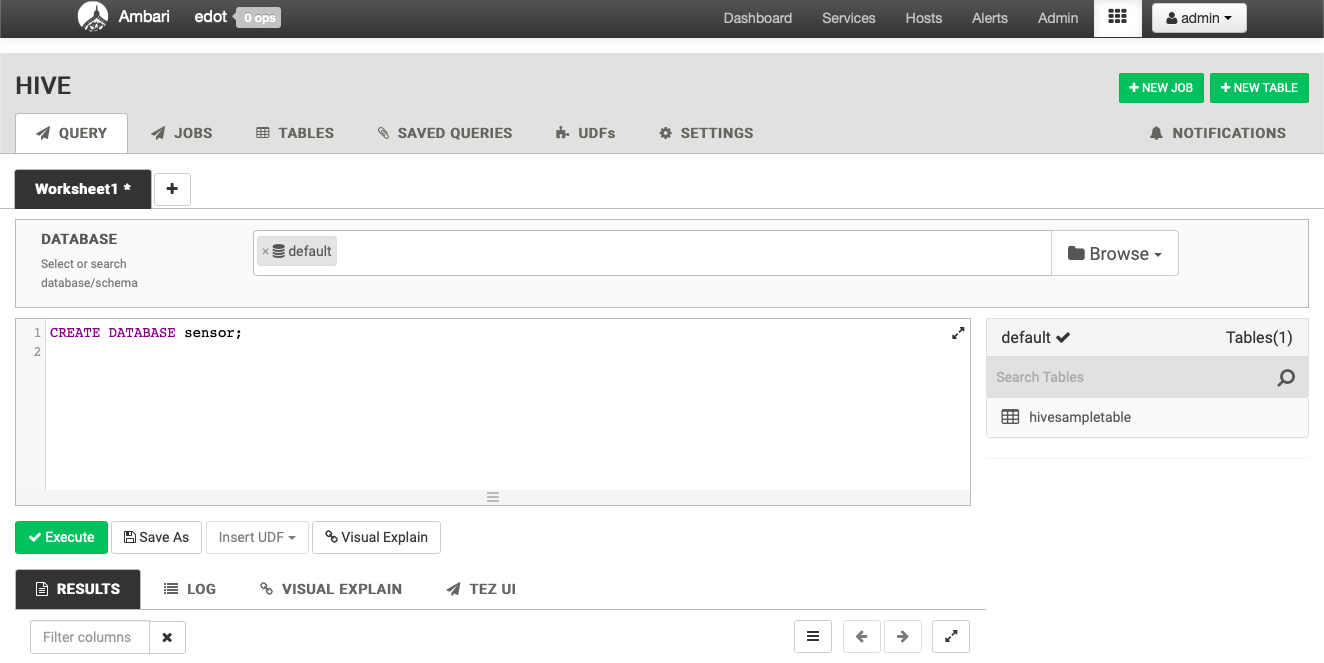 Ambari edot 0 ops Dashboard Services Hosts Alerts Admin admin
HIVE
NEW JOB NEW TABLE
QUERY JOBS TABLES SAVED QUERIES UDFs SETTINGS NOTIFICATIONS
Worksheet1 * +
DATABASE
Select or search
database/schema
× default
Browse
1 CREATE DATABASE sensor;
2
default Tables(1)
Search Tables
hivesampletable
Execute Save As Insert UDF Visual Explain
RESULTS LOG VISUAL EXPLAIN TEZ UI
Filter columns